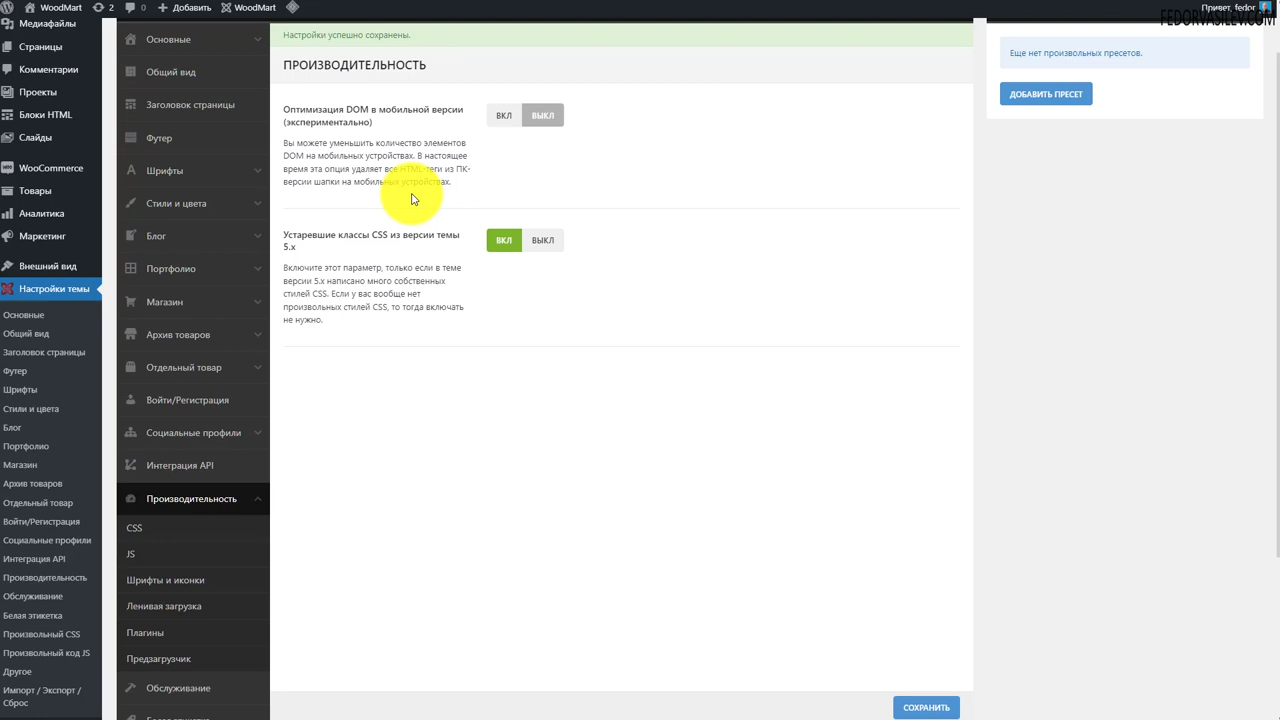 WoodMart
2
0
Добавить
WoodMart
Привет, fedor
FEDORVASILEV.COM
Медиафайлы
Страницы
Комментарии
Проекты
Блоки HTML
Слайды
WooCommerce
Товары
Аналитика
Маркетинг
Внешний вид
Настройки темы
Основные
Общий вид
Заголовок страницы
Футер
Шрифты
Стили и цвета
Блог
Портфолио
Магазин
Архив товаров
Отдельный товар
Войти/Регистрация
Социальные профили
Интеграция API
Производительность
Обслуживание
Белая этикетка
Произвольный CSS
Произвольный код JS
Другое
Импорт / Экспорт /
Сброс
Основные
Общий вид
Заголовок страницы
Футер
Шрифты
Стили и цвета
Блог
Портфолио
Магазин
Архив товаров
Отдельный товар
Войти/Регистрация
Социальные профили
Интеграция API
Производительность
CSS
JS
Шрифты и иконки
Ленивая загрузка
Плагины
Предзагрузчик
Обслуживание
Белая этикетка
Настройки успешно сохранены.
ПРОИЗВОДИТЕЛЬНОСТЬ
Оптимизация DOM в мобильной версии
(экспериментально)
ВКЛ ВЫКЛ
Вы можете уменьшить количество элементов
DOM на мобильных устройствах. В настоящее
время эта опция удаляет все HTML-теги из ПК-
версии шапки на мобильных устройствах.
Устаревшие классы CSS из версии темы
5.x
ВКЛ ВЫКЛ
Включите этот параметр, только если в теме
версии 5.x написано много собственных
стилей CSS. Если у вас вообще нет
произвольных стилей CSS, то тогда включать
не нужно.
СОХРАНИТЬ
Еще нет произвольных пресетов.
ДОБАВИТЬ ПРЕСЕТ